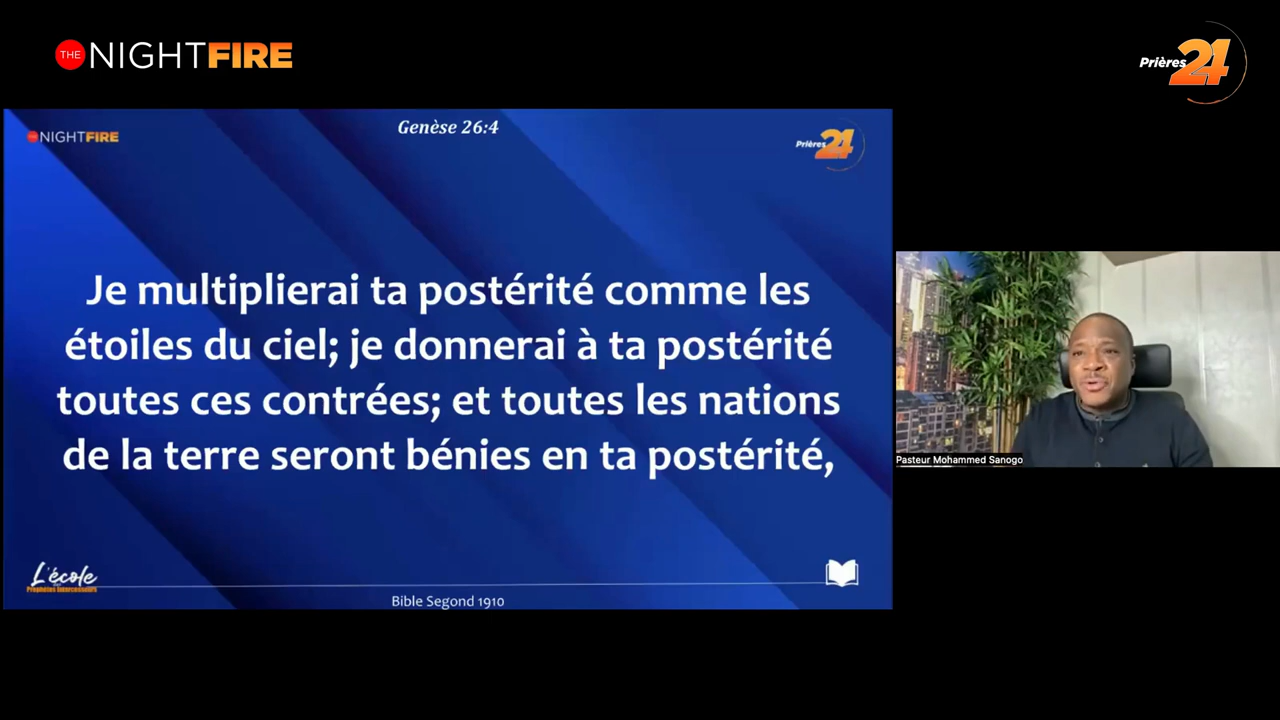 THE NIGHTFIRE
Prières 24
NIGHTFIRE
Genèse 26:4
Prières 24
Je multiplierai ta postérité comme les
étoiles du ciel; je donnerai à ta postérité
toutes ces contrées; et toutes les nations
de la terre seront bénies en ta postérité,
Pasteur Mohammed Sanogo
L'école
Prophètes Intercesseurs
Bible Segond 1910